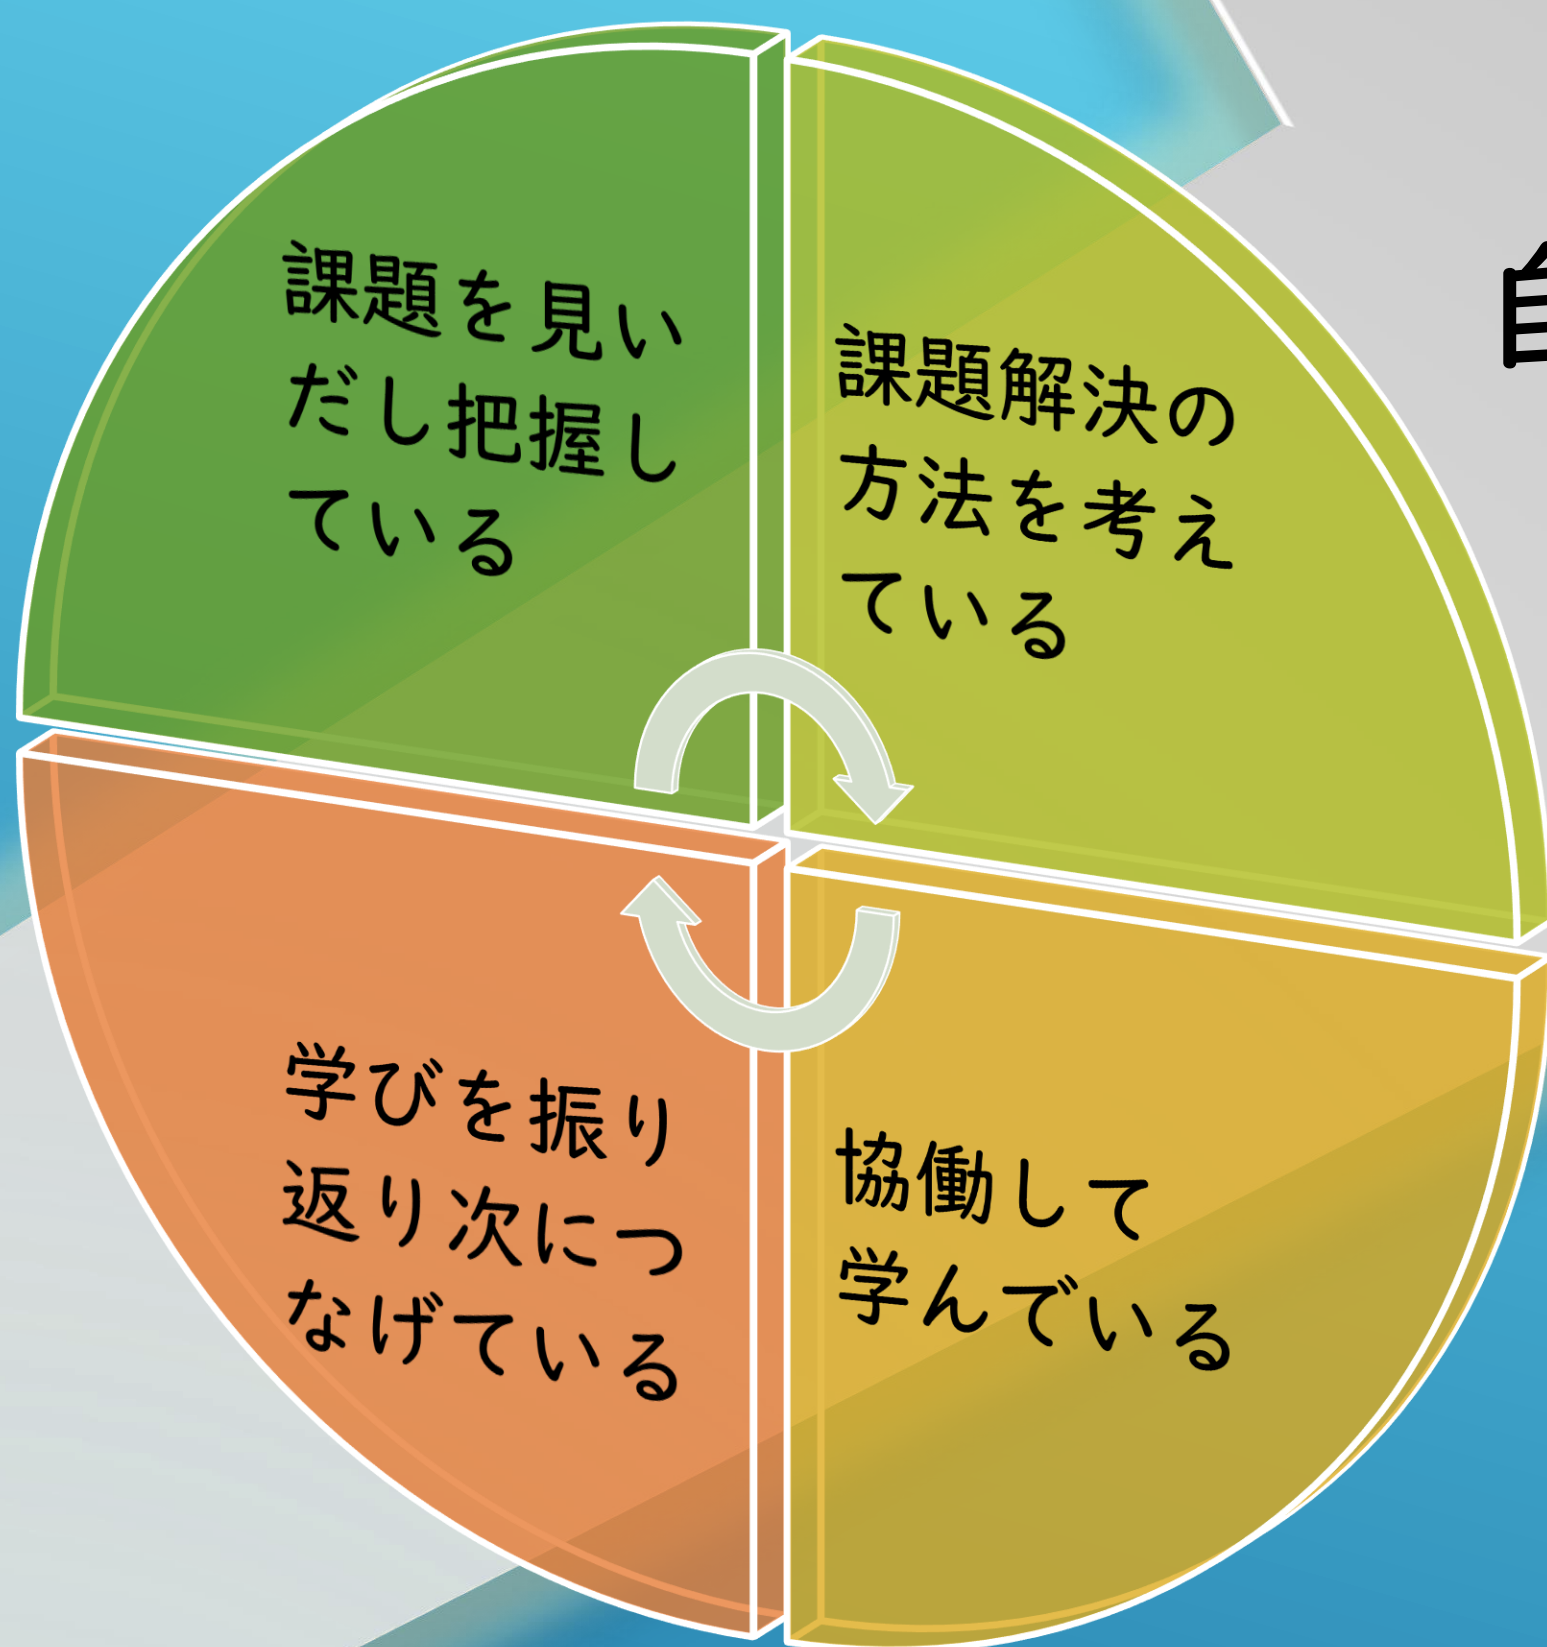 課題を見い
だし把握し
ている
課題解決の
方法を考え
ている
協働して
学んでいる
学びを振り
返り次につ
なげている